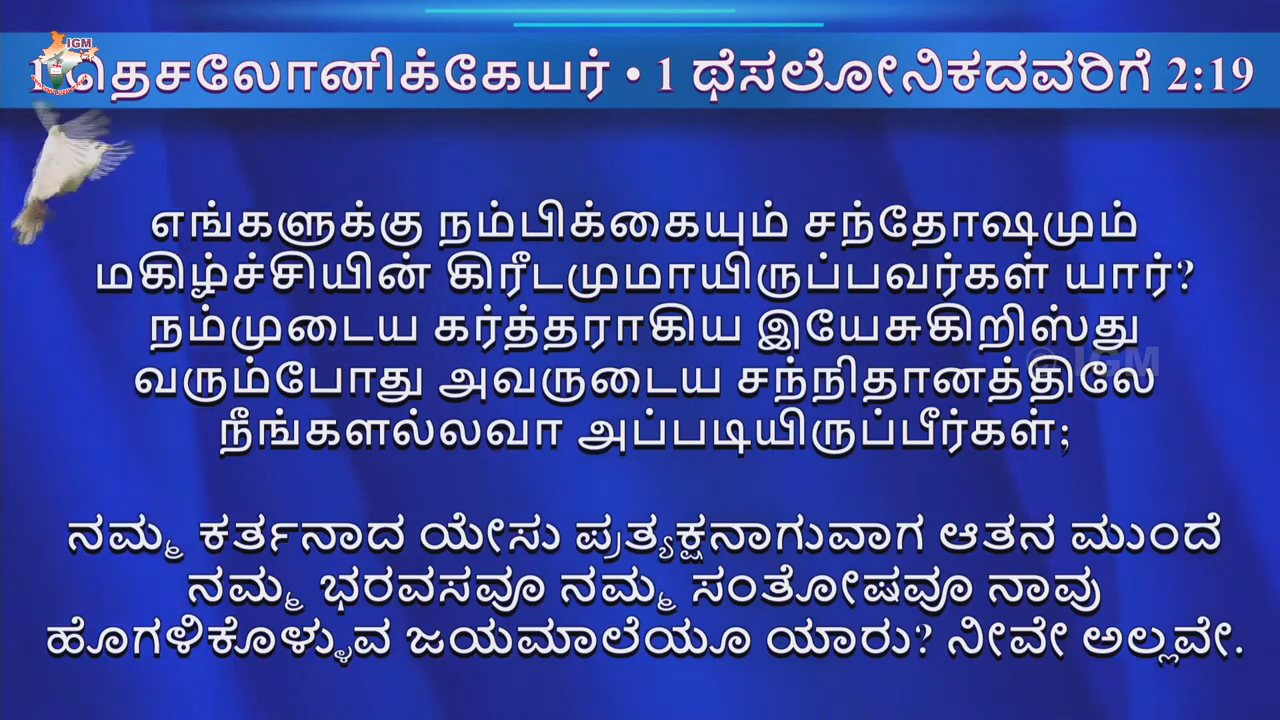 IGM
1 தெசலோனிக்கேயர் • 1 ಥೆಸಲೋನಿಕದವರಿಗೆ 2:19
எங்களுக்கு நம்பிக்கையும் சந்தோஷமும்
மகிழ்ச்சியின் கிரீடமுமாயிருப்பவர்கள் யார்?
நம்முடைய கர்த்தராகிய இயேசுகிறிஸ்து
© IGM
வரும்போது அவருடைய சந்நிதானத்திலே
நீங்களல்லவா அப்படியிருப்பீர்கள்;
ನಮ್ಮ ಕರ್ತನಾದ ಯೇಸು ಪ್ರತ್ಯಕ್ಷನಾಗುವಾಗ ಆತನ ಮುಂದೆ
ನಮ್ಮ ಭರವಸವೂ ನಮ್ಮ ಸಂತೋಷವೂ ನಾವು
ಹೊಗಳಿಕೊಳ್ಳುವ ಜಯಮಾಲೆಯೂ ಯಾರು? ನೀವೇ ಅಲ್ಲವೇ.